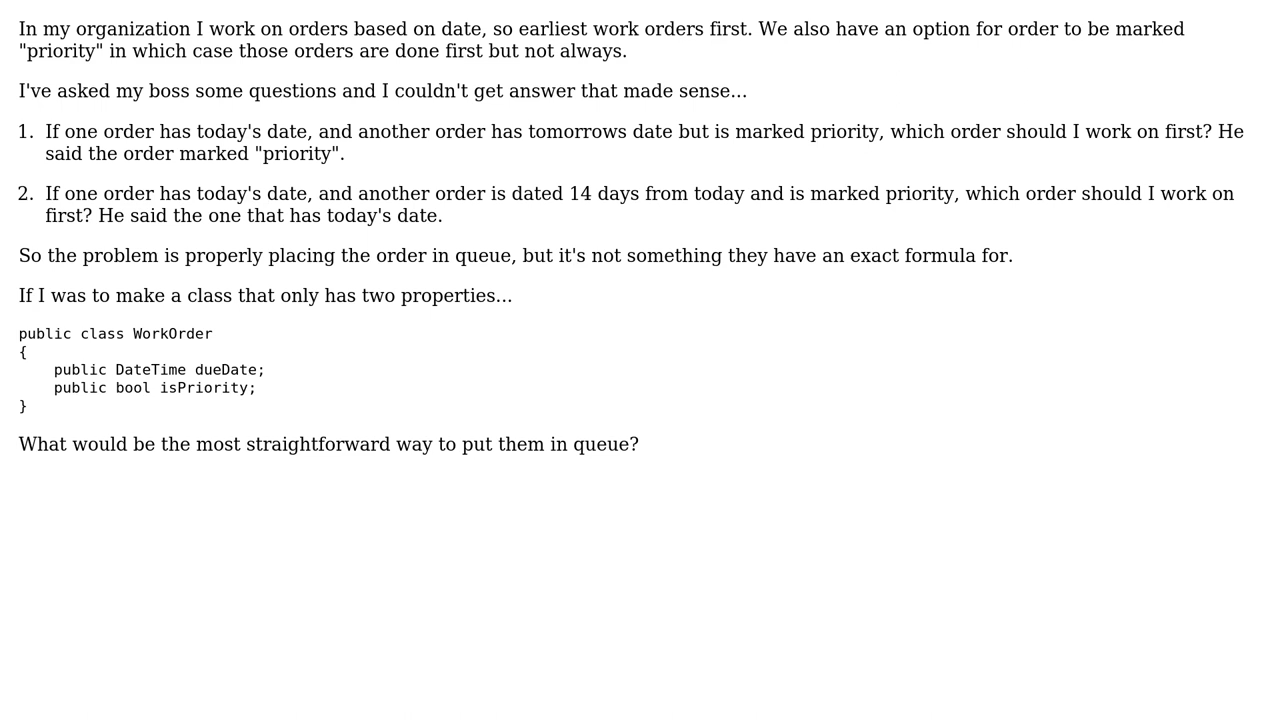 In my organization I work on orders based on date, so earliest work orders first. We also have an option for order to be marked
"priority" in which case those orders are done first but not always.
I've asked my boss some questions and I couldn't get answer that made sense...
1. If one order has today's date, and another order has tomorrows date but is marked priority, which order should I work on first? He
said the order marked "priority".
2. If one order has today's date, and another order is dated 14 days from today and is marked priority, which order should I work on
first? He said the one that has today's date.
So the problem is properly placing the order in queue, but it's not something they have an exact formula for.
If I was to make a class that only has two properties...
public class WorkOrder
{
    public DateTime dueDate;
    public bool isPriority;
}
What would be the most straightforward way to put them in queue?